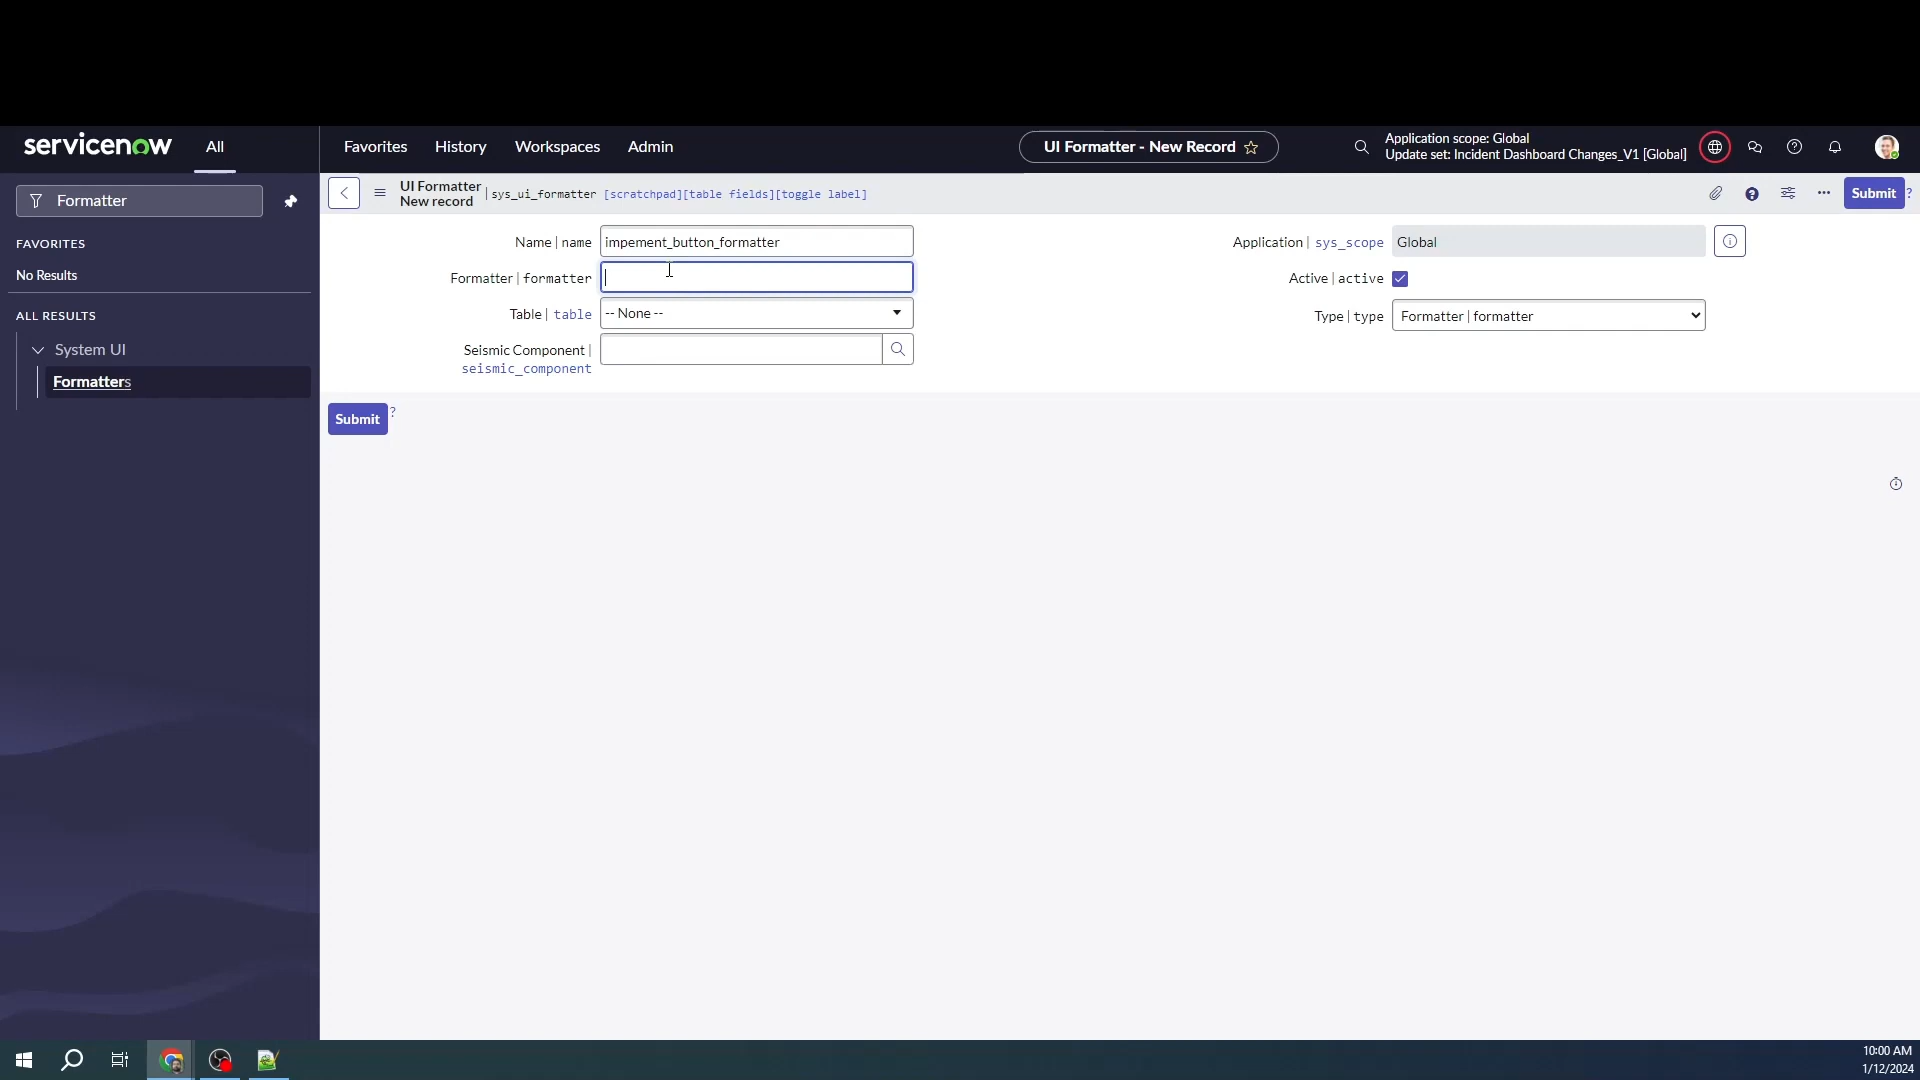 servicenow
All
Favorites
History
Workspaces
Admin
UI Formatter - New Record
Application scope: Global
Update set: Incident Dashboard Changes_V1 [Global]
Formatter
FAVORITES
No Results
ALL RESULTS
System UI
Formatters
UI Formatter
New record
| sys_ui_formatter [scratchpad][table fields][toggle label]
Submit
?
Name | name
impement_button_formatter
Formatter | formatter
Table | table
-- None --
Seismic Component |
seismic_component
Application | sys_scope
Global
Active | active
Type | type
Formatter | formatter
Submit
?
10:00 AM
1/12/2024